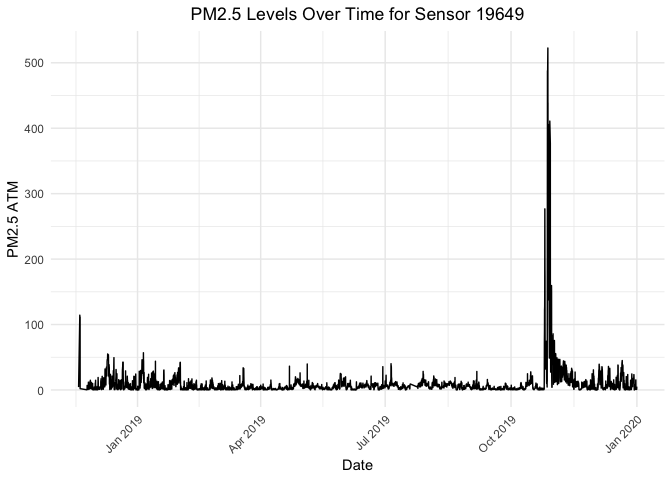 PM2.5 Levels Over Time for Sensor 19649
500
400
300
200
100
0
PM2.5 ATM
Jan 2019
Apr 2019
Jul 2019
Oct 2019
Jan 2020
Date